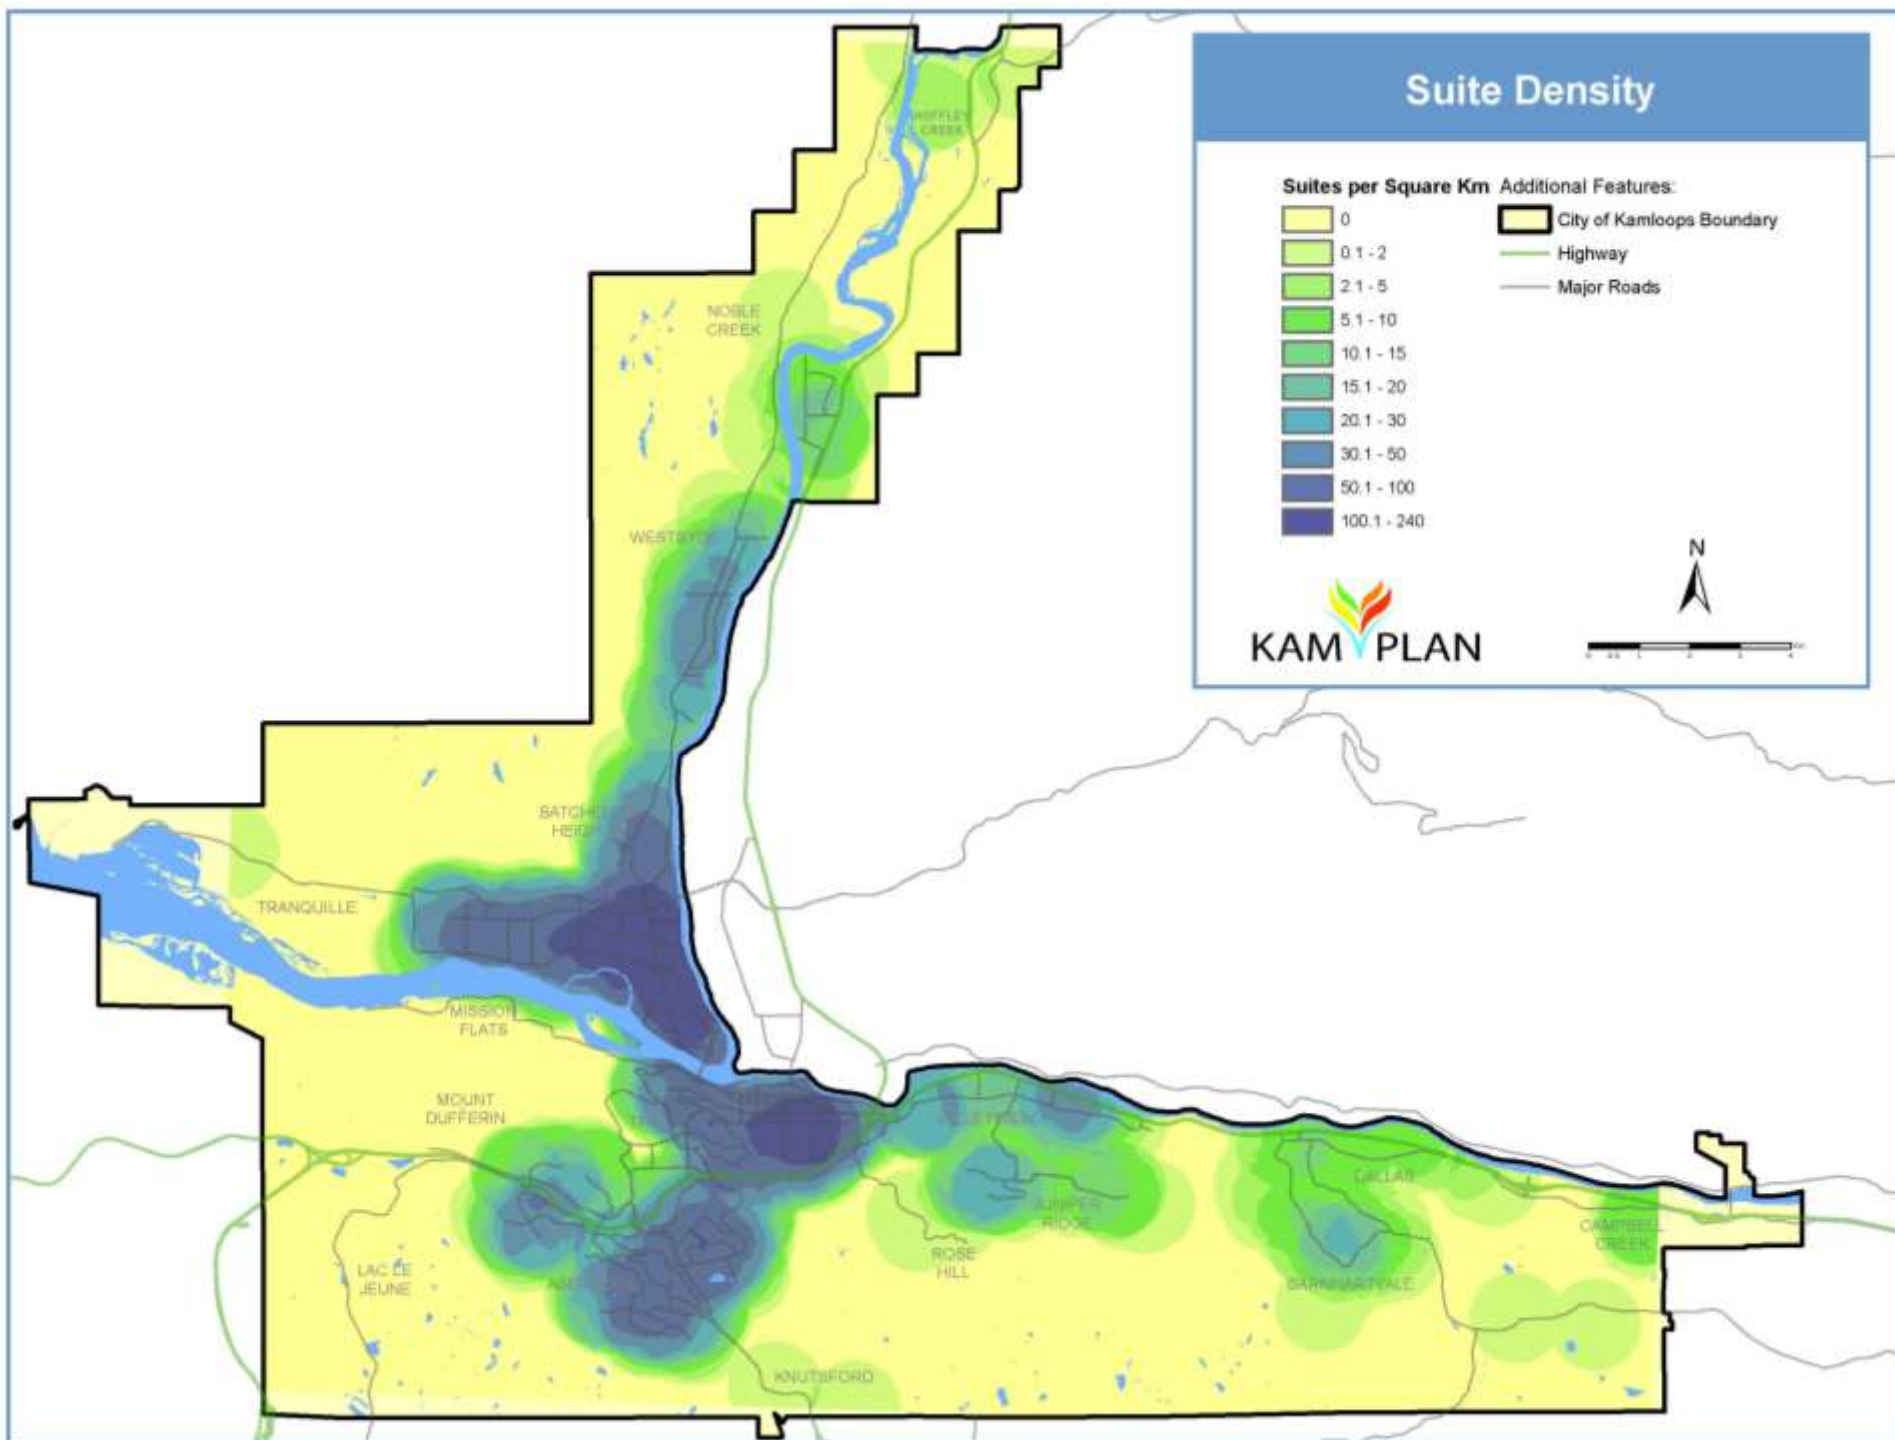 Suite Density
Suites per Square Km
0
0.1 - 2
2.1 - 5
5.1 - 10
10.1 - 15
15.1 - 20
20.1 - 30
30.1 - 50
50.1 - 100
100.1 - 240
Additional Features:
City of Kamloops Boundary
Highway
Major Roads
N
KAM PLAN
CREEK
NOBLE
CREEK
HEIGH
TRANQUILLE
MISSION
FLATS
MOUNT
DUFFERIN
DALLAS
JUNIPER
RIDGE
CAMPBELL
CREEK
ROSE
HILL
LAC LE
JEUNE
BARNHARTVALE
KNUTSFORD